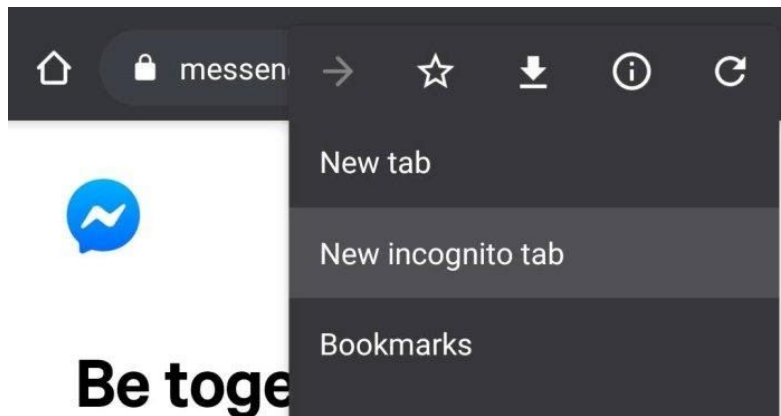 messen
New tab
New incognito tab
Bookmarks
Be toge